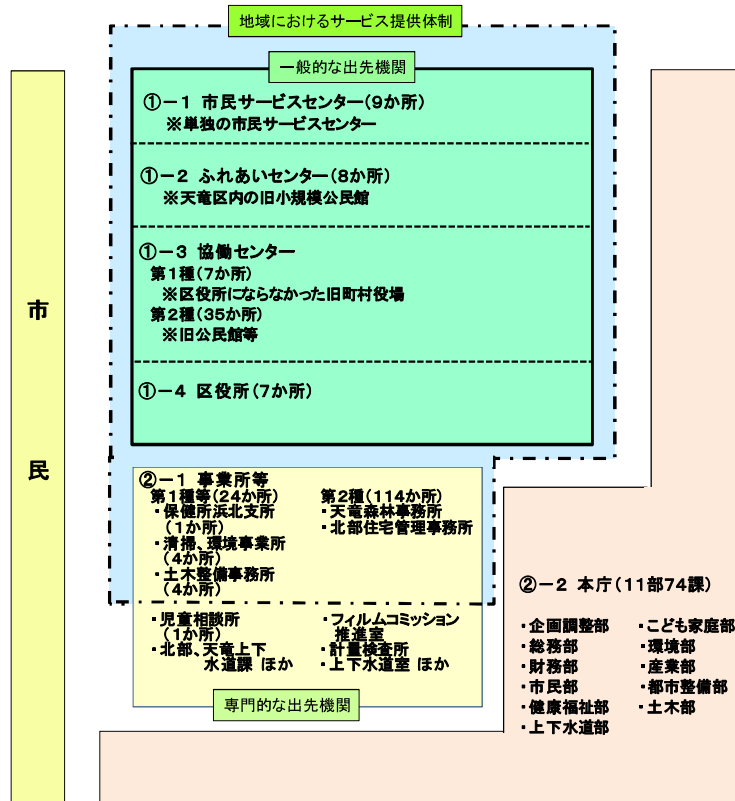 地域におけるサービス提供体制
一般的な出先機関
①－1 市民サービスセンター(9か所)
※単独の市民サービスセンター
①－2 ふれあいセンター(8か所)
※天竜区内の旧小規模公民館
①－3 協働センター
第1種(7か所)
※区役所にならなかった旧町村役場
第2種(35か所)
※旧公民館等
①－4 区役所(7か所)
市
民
②－1 事業所等
第1種等(24か所)
・保健所浜北支所
(1か所)
・清掃、環境事業所
(4か所)
・土木整備事務所
(4か所)
・児童相談所
(1か所)
・北部、天竜上下
水道課 ほか
第2種(114か所)
・天竜森林事務所
・北部住宅管理事務所
・フィルムコミッション
推進室
・計量検査所
・上下水道室 ほか
専門的な出先機関
②－2 本庁(11部74課)
・企画調整部
・総務部
・財務部
・市民部
・健康福祉部
・上下水道部
・こども家庭部
・環境部
・産業部
・都市整備部
・土木部